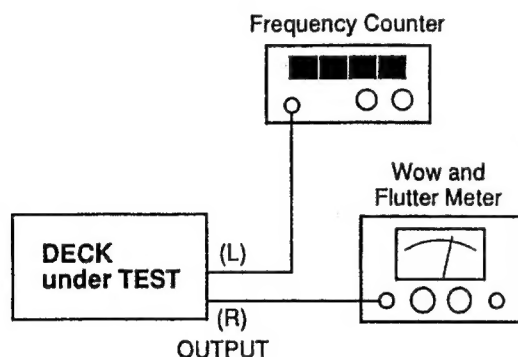 Frequency Counter
Wow and
Flutter Meter
DECK
under TEST
(L)
(R)
OUTPUT